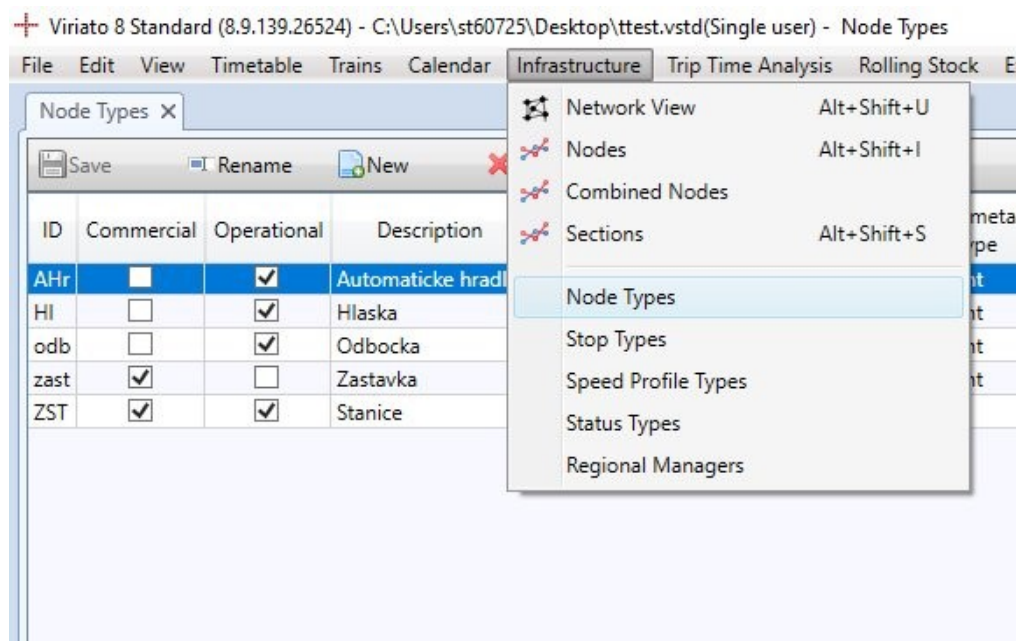 Viriato 8 Standard (8.9.139.26524) - C:\Users\st60725\Desktop\ttest.vstd(Single user) - Node Types
File Edit View Timetable Trains Calendar Infrastructure Trip Time Analysis Rolling Stock
Node Types
Save Rename New
ID Commercial Operational Description
AHr Automaticke hradl
Hl Hlaska
odb Odbocka
zast Zastavka
ZST Stanice
Network View Alt+Shift+U
Nodes Alt+Shift+I
Combined Nodes
Sections Alt+Shift+S
Node Types
Stop Types
Speed Profile Types
Status Types
Regional Managers